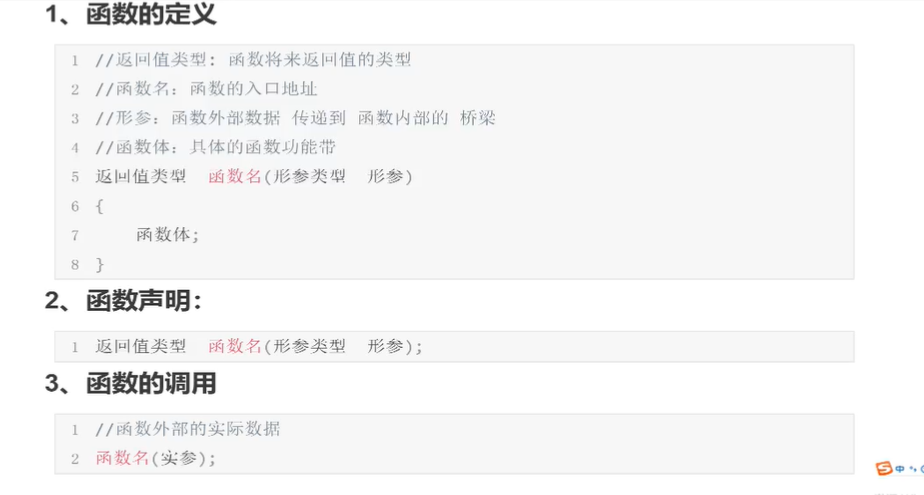 1、函数的定义
1 //返回值类型: 函数将来返回值的类型
2 //函数名: 函数的入口地址
3 //形参: 函数外部数据 传递到 函数内部的 桥梁
4 //函数体: 具体的函数功能带
5 返回值类型 函数名(形参类型 形参)
6 {
7 函数体;
8 }
2、函数声明:
1 返回值类型 函数名(形参类型 形参);
3、函数的调用
1 //函数外部的实际数据
2 函数名(实参);
中